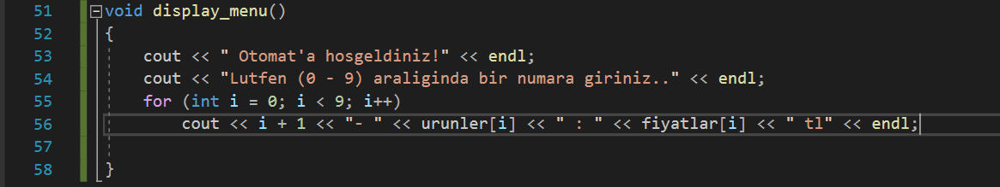 51 void display_menu()
52 {
53 cout << " Otomat'a hosgeldiniz!" << endl;
54 cout << "Lutfen (0 - 9) araliginda bir numara giriniz.." << endl;
55 for (int i = 0; i < 9; i++)
56 cout << i + 1 << "- " << urunler[i] << " : " << fiyatlar[i] << " tl" << endl;
57
58 }